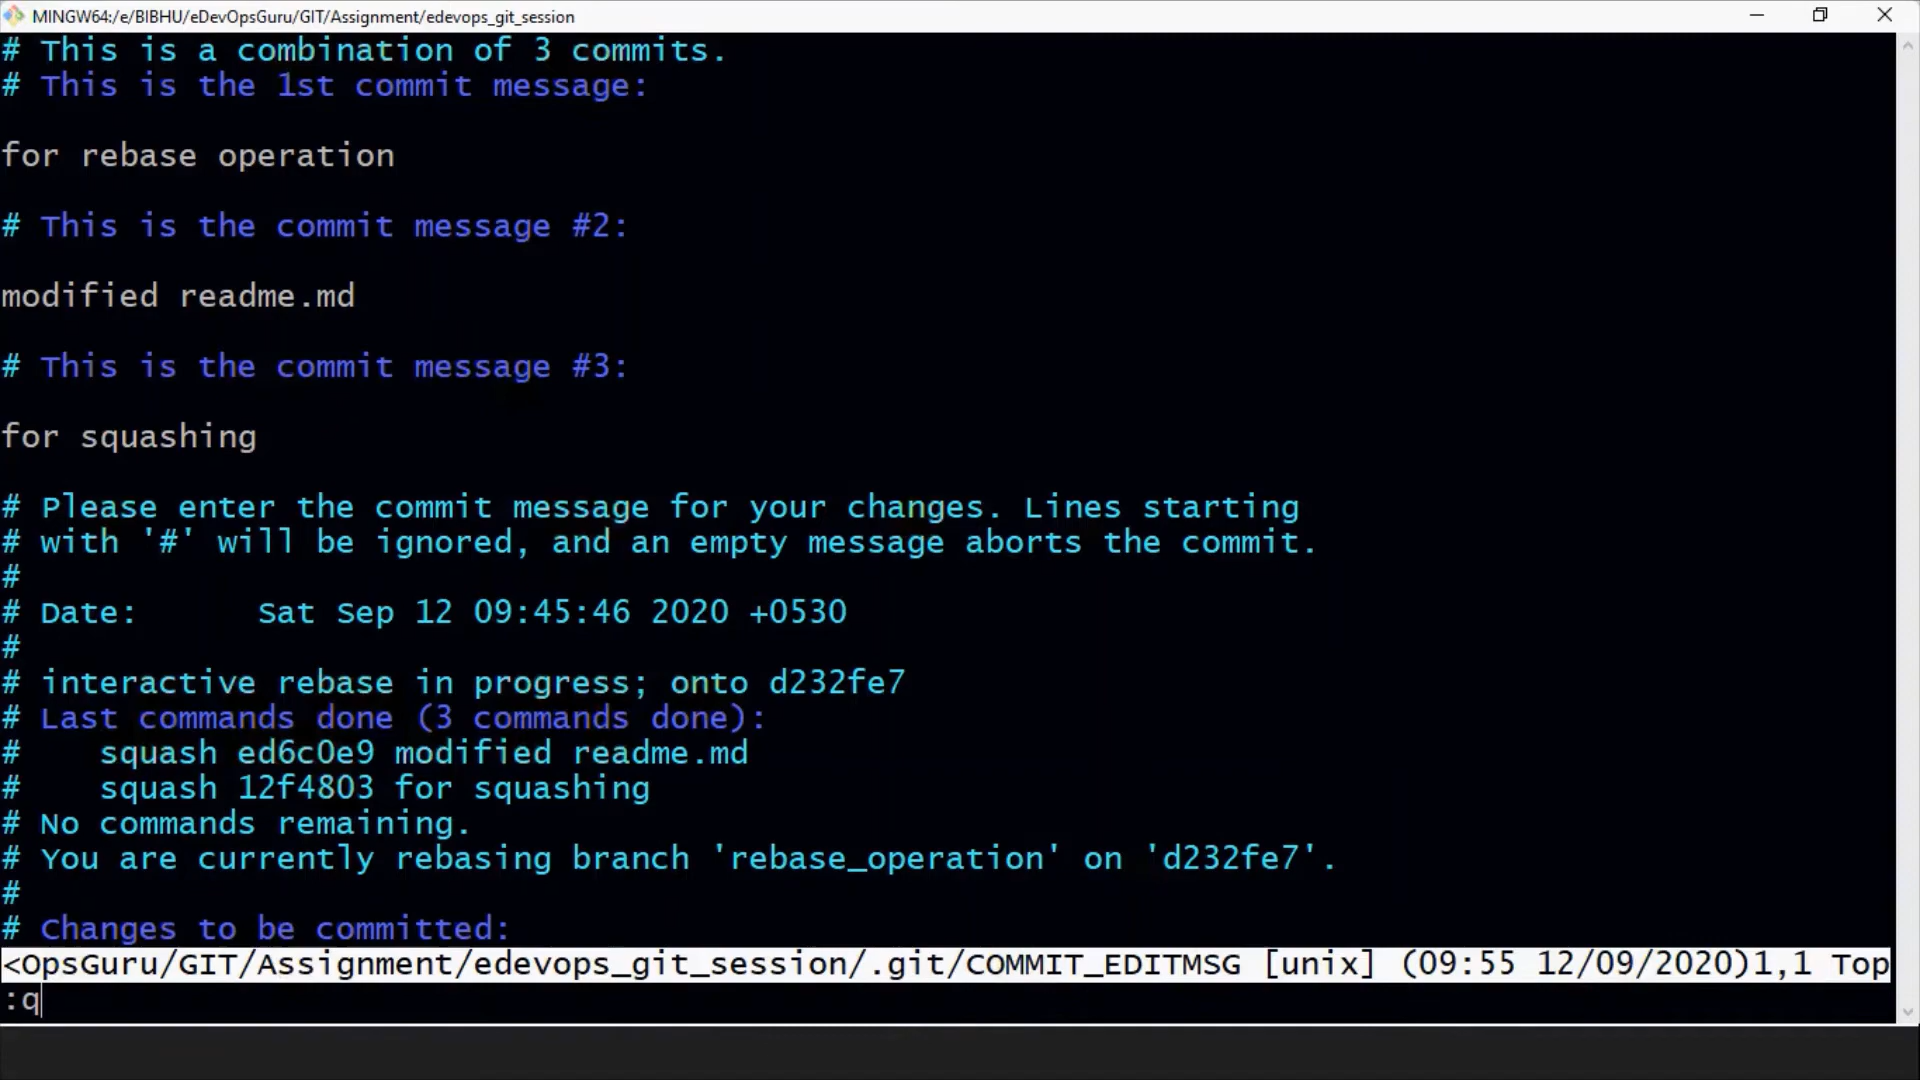 MINGW64:/e/BIBHU/eDevOpsGuru/GIT/Assignment/edevops_git_session
# This is a combination of 3 commits.
# This is the 1st commit message:
for rebase operation
# This is the commit message #2:
modified readme.md
# This is the commit message #3:
for squashing
# Please enter the commit message for your changes. Lines starting
# with '#' will be ignored, and an empty message aborts the commit.
#
# Date:      Sat Sep 12 09:45:46 2020 +0530
#
# interactive rebase in progress; onto d232fe7
# Last commands done (3 commands done):
#    squash ed6c0e9 modified readme.md
#    squash 12f4803 for squashing
# No commands remaining.
# You are currently rebasing branch 'rebase_operation' on 'd232fe7'.
#
# Changes to be committed:
<OpsGuru/GIT/Assignment/edevops_git_session/.git/COMMIT_EDITMSG [unix] (09:55 12/09/2020)1,1 Top
:q